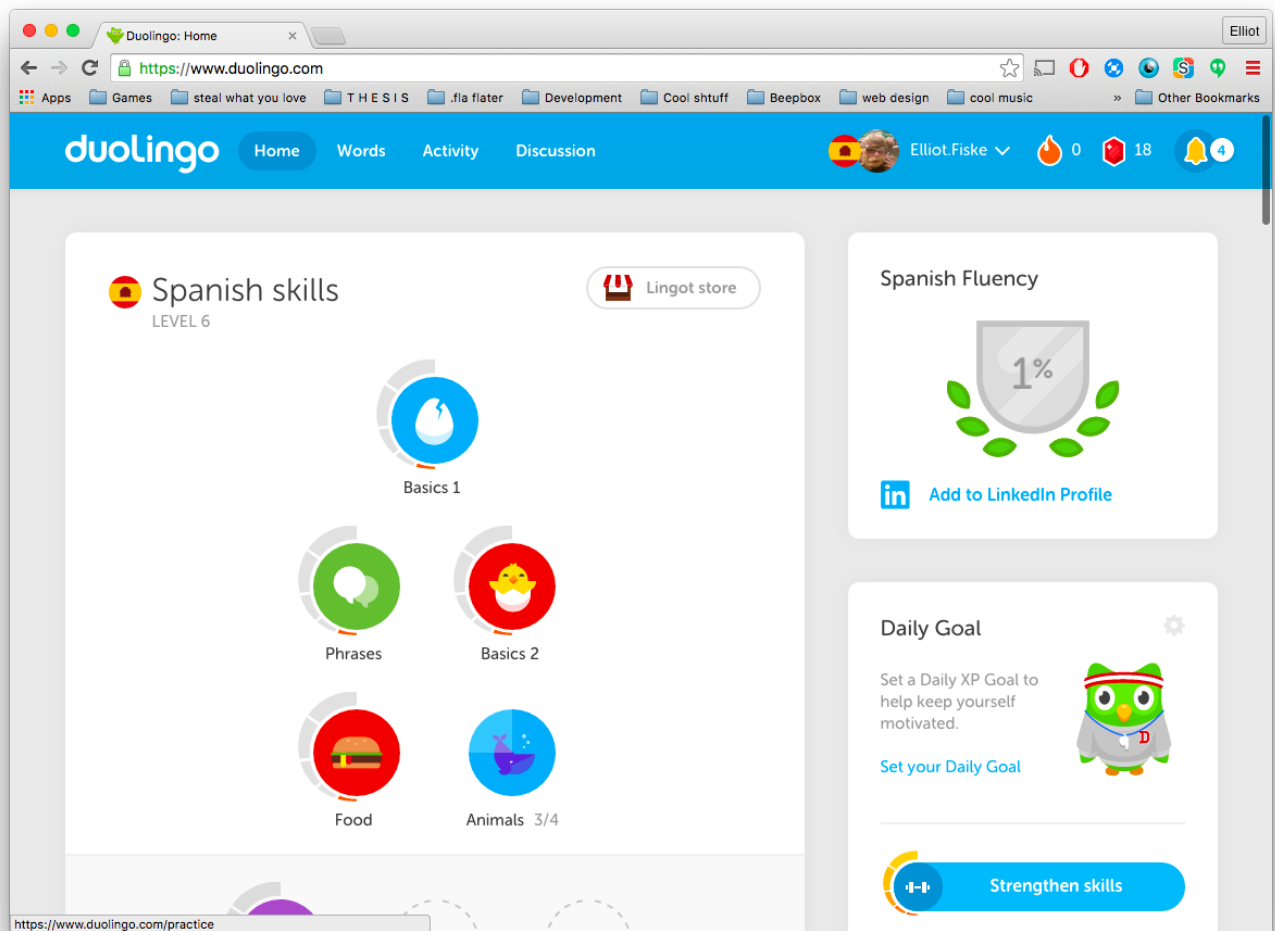 Duolingo: Home
Elliot
https://www.duolingo.com
Apps
Games
steal what you love
T H E S I S
.fla flater
Development
Cool shtuff
Beepbox
web design
cool music
»
Other Bookmarks
duolingo
Home
Words
Activity
Discussion
Elliot.Fiske
0
18
4
Spanish skills
LEVEL 6
Lingot store
Basics 1
Phrases
Basics 2
Food
Animals 3/4
Spanish Fluency
1%
in
Add to LinkedIn Profile
Daily Goal
Set a Daily XP Goal to
help keep yourself
motivated.
D
Set your Daily Goal
Strengthen skills
https://www.duolingo.com/practice